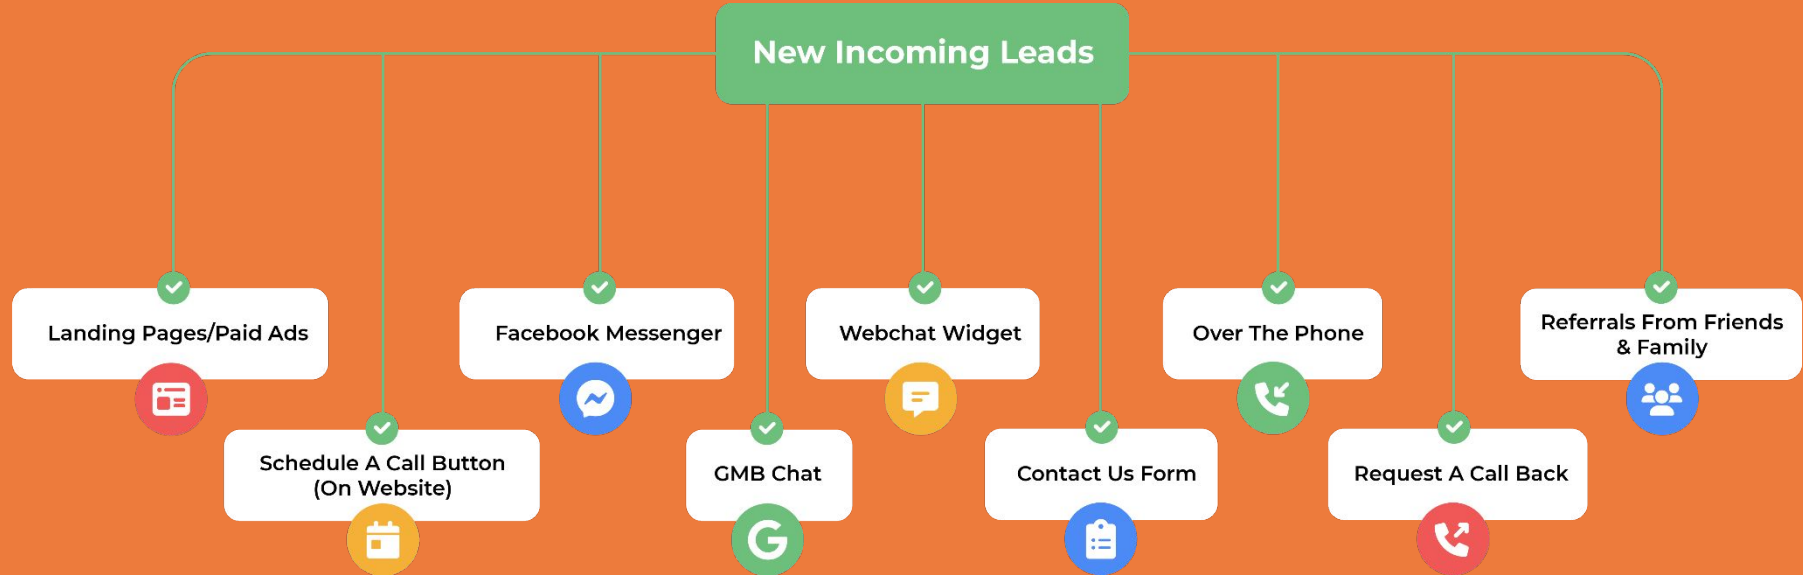 New Incoming Leads
Landing Pages/Paid Ads
Facebook Messenger
Webchat Widget
Over The Phone
Referrals From Friends
& Family
Schedule A Call Button
(On Website)
GMB Chat
Contact Us Form
Request A Call Back
G